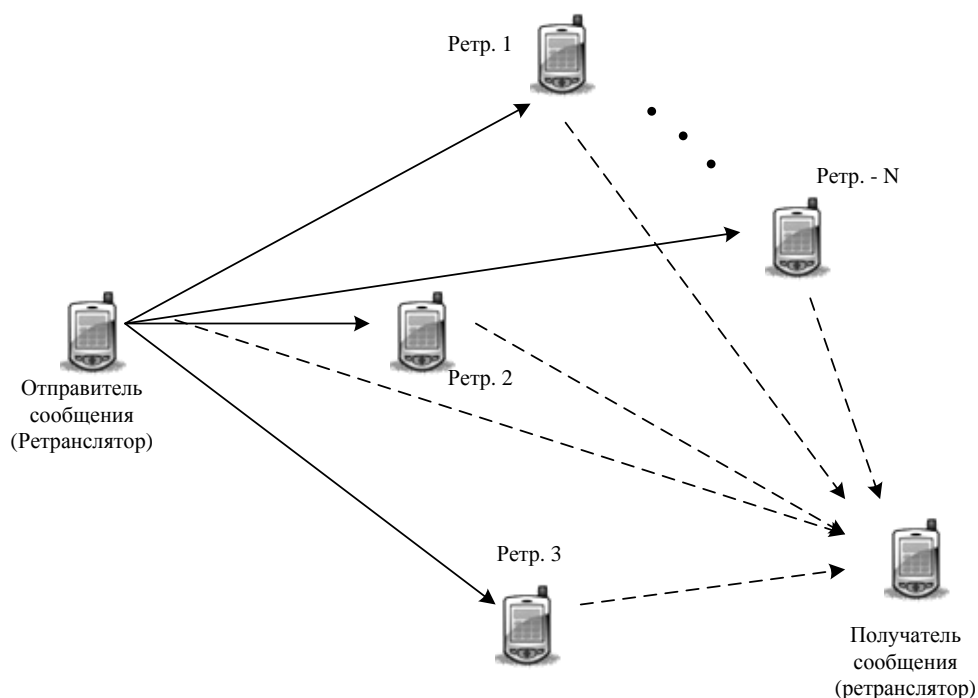 Ретр. 1
Ретр. - N
Отправитель
сообщения
(Ретранслятор)
Ретр. 2
Ретр. 3
Получатель
сообщения
(ретранслятор)